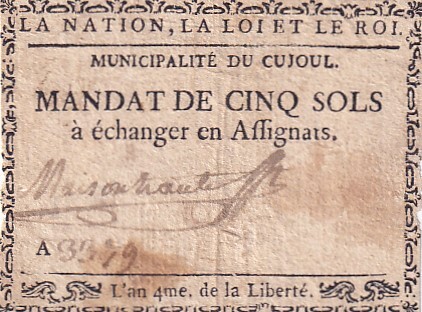 LA NATION, LA LOI ET LE ROI.
MUNICIPALITÉ DU CUJOUL.
MANDAT DE CINQ SOLS
à échanger en Aſſignats.
A
L'an 4me. de la Liberté.